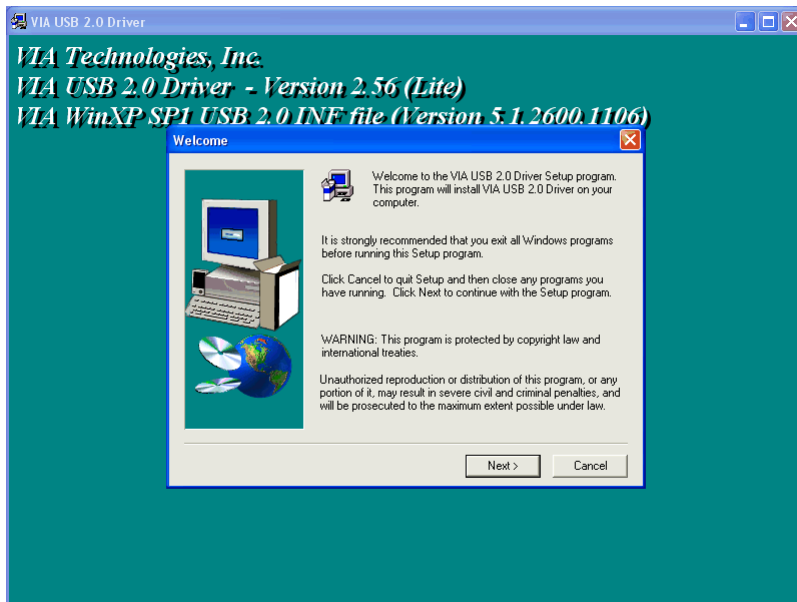 VIA USB 2.0 Driver
VIA Technologies, Inc.
VIA USB 2.0 Driver - Version 2.56 (Lite)
VIA WinXP SP1 USB 2.0 INF file (Version 5.1.2600.1106)
Welcome
Welcome to the VIA USB 2.0 Driver Setup program.
This program will install VIA USB 2.0 Driver on your
computer.
It is strongly recommended that you exit all Windows programs
before running this Setup program.
Click Cancel to quit Setup and then close any programs you
have running. Click Next to continue with the Setup program.
WARNING: This program is protected by copyright law and
international treaties.
Unauthorized reproduction or distribution of this program, or any
portion of it, may result in severe civil and criminal penalties, and
will be prosecuted to the maximum extent possible under law.
Next >
Cancel